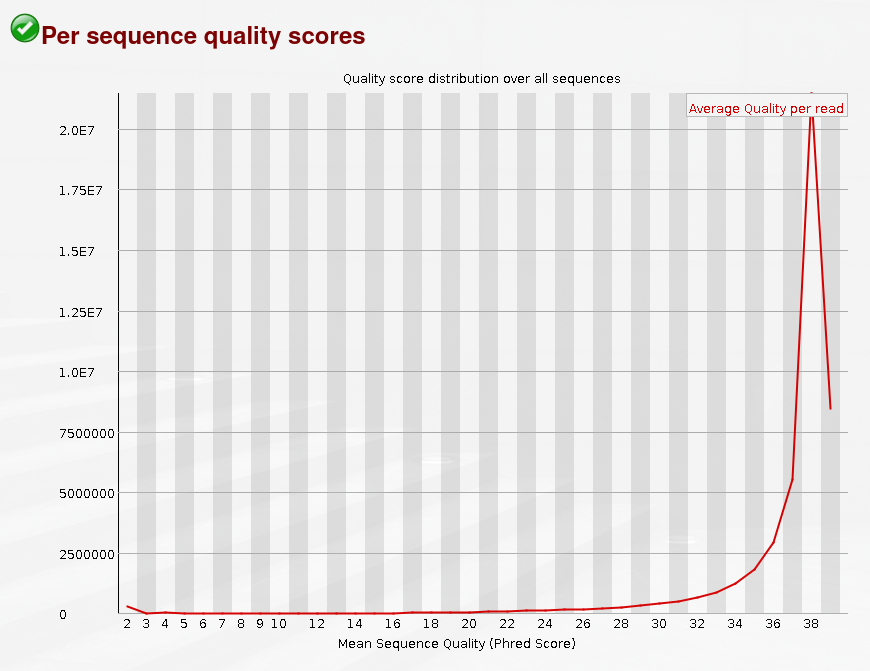 Per sequence quality scores
Quality score distribution over all sequences
Average Quality per read
2.0E7
1.75E7
1.5E7
1.25E7
1.0E7
7500000
5000000
2500000
0
2 3 4 5 6 7 8 9 10 12 14 16 18 20 22 24 26 28 30 32 34 36 38
Mean Sequence Quality (Phred Score)